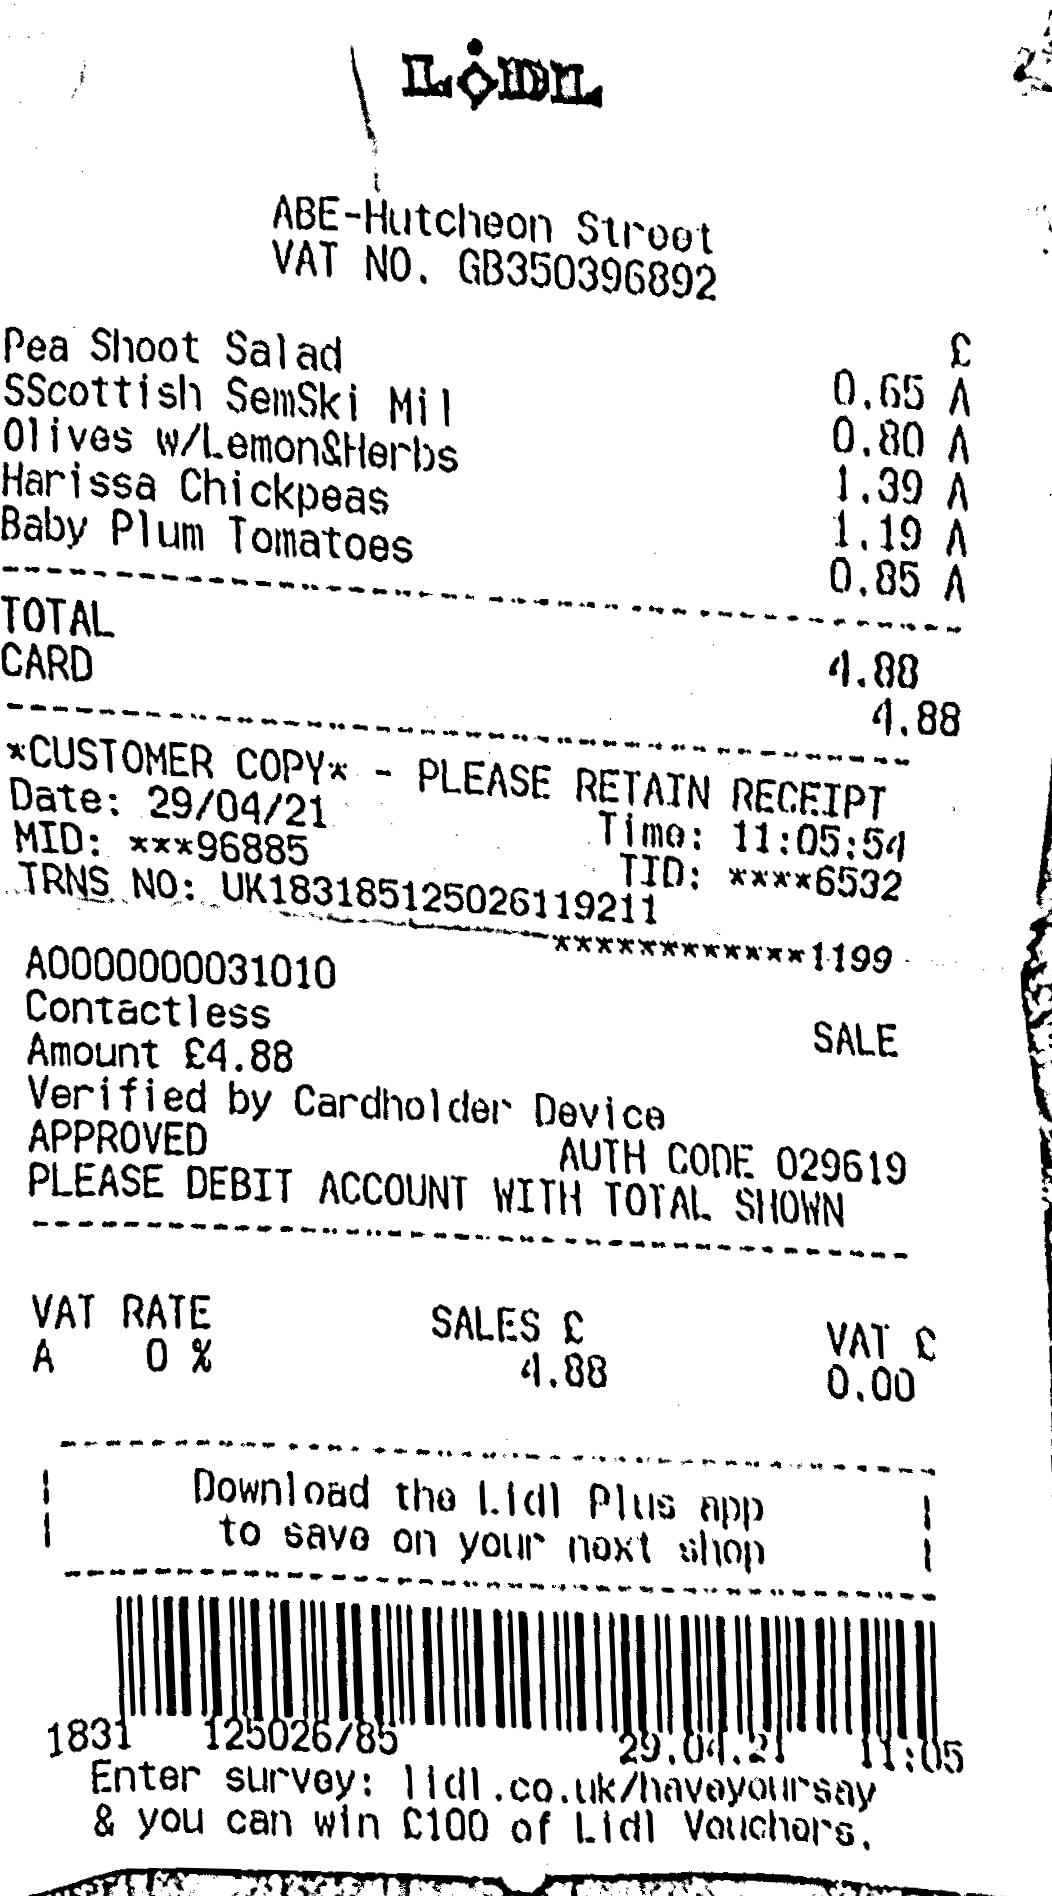 LiDL
ABE-Hutcheon Street
VAT NO. GB350396892
£
Pea Shoot Salad 0.65 A
SScottish SemSki Mil 0.80 A
Olives w/Lemon&Herbs 1.39 A
Harissa Chickpeas 1.19 A
Baby Plum Tomatoes 0.85 A
TOTAL 4.88
CARD 4.88
*CUSTOMER COPY* - PLEASE RETAIN RECEIPT
Date: 29/04/21 Time: 11:05:54
MID: ***96885 TID: ****6532
TRNS NO: UK183185125026119211
************1199
A0000000031010
Contactless SALE
Amount £4.88
Verified by Cardholder Device
APPROVED AUTH CODE 029619
PLEASE DEBIT ACCOUNT WITH TOTAL SHOWN
VAT RATE SALES £ VAT £
A 0 % 4.88 0.00
Download the Lidl Plus app
to save on your next shop
1831 125026/85 29.04.21 11:05
Enter survey: lidl.co.uk/haveyoursay
& you can win £100 of Lidl Vouchers.